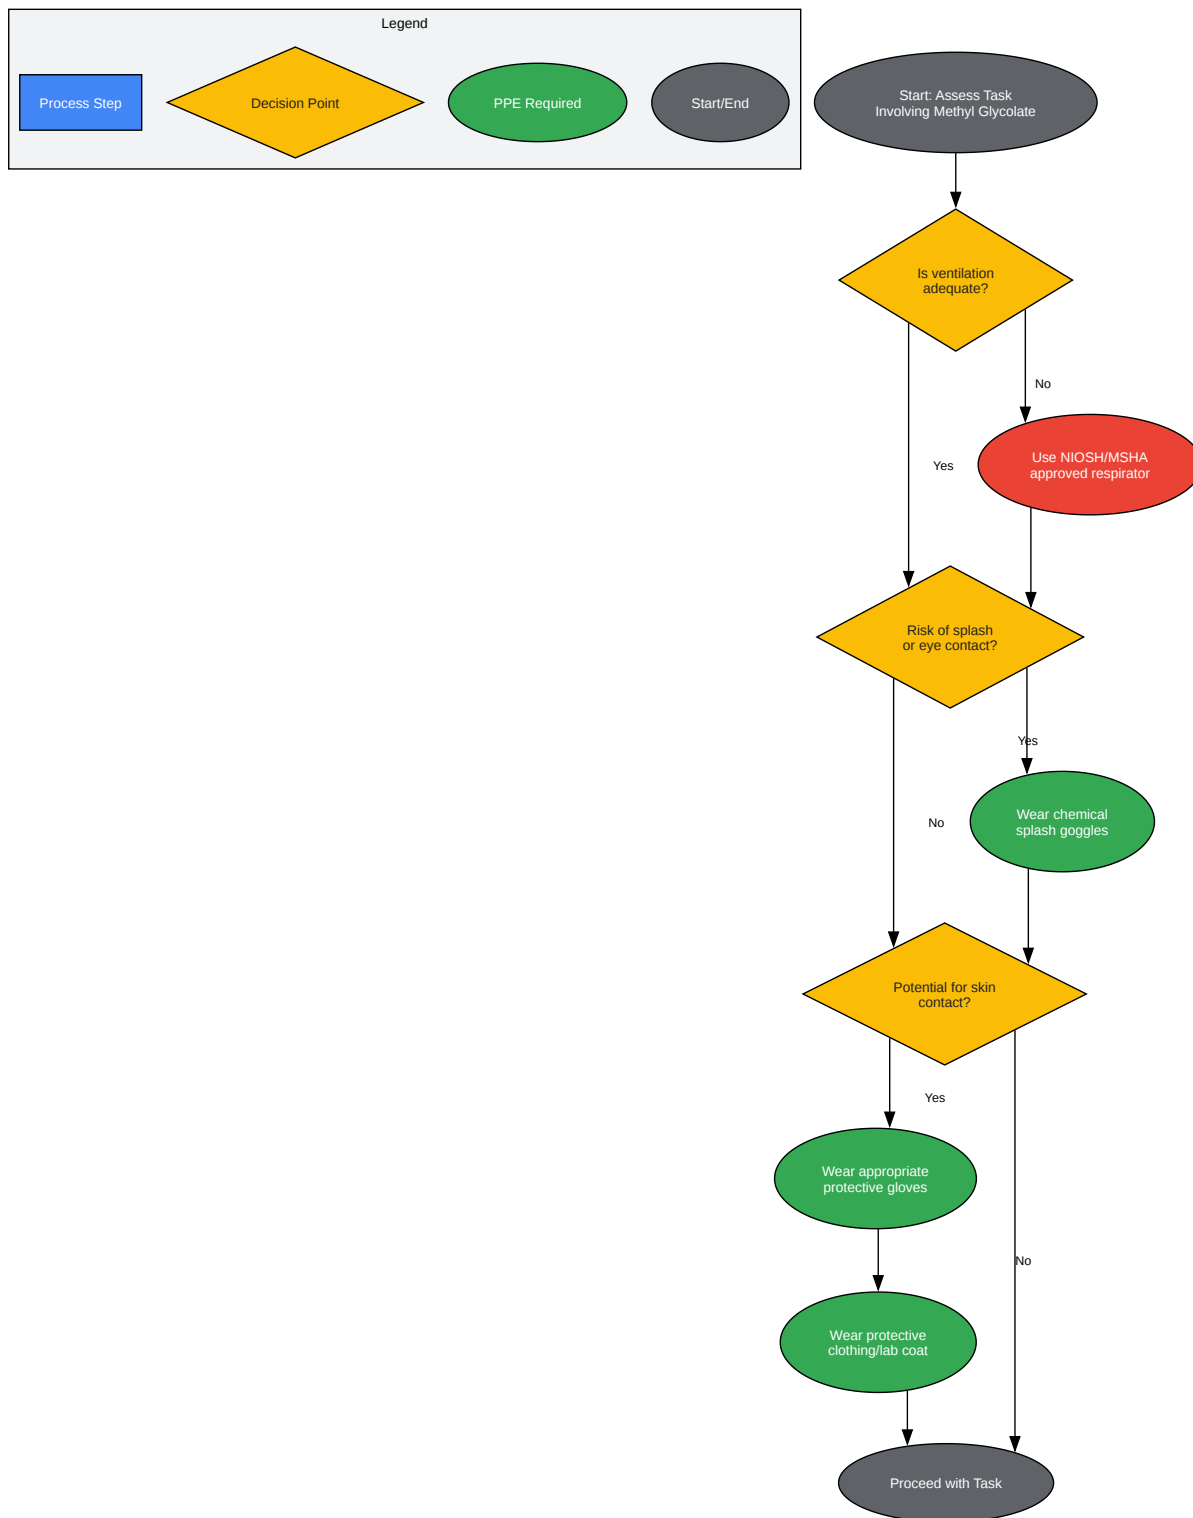 Legend
Process Step
Decision Point
PPE Required
Start/End
Start: Assess Task
Involving Methyl Glycolate
Is ventilation
adequate?
No
Use NIOSH/MSHA
approved respirator
Yes
Risk of splash
or eye contact?
Yes
Wear chemical
splash goggles
No
Potential for skin
contact?
Yes
Wear appropriate
protective gloves
No
Wear protective
clothing/lab coat
Proceed with Task